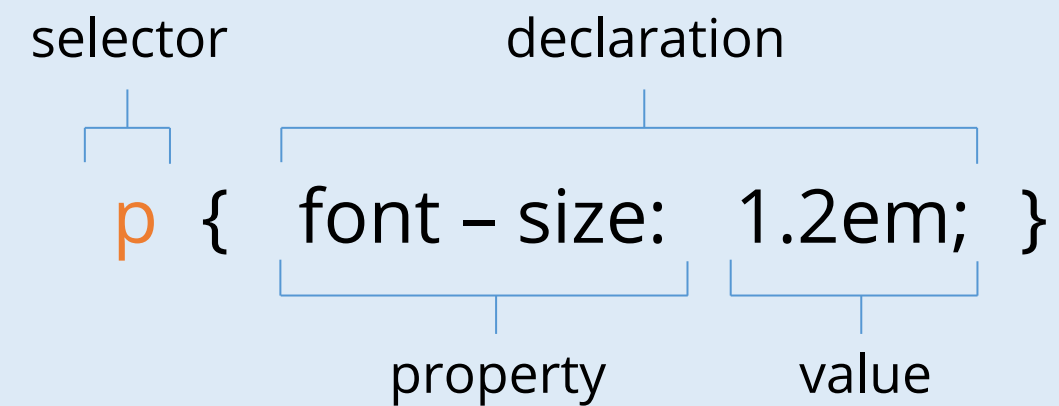 selector declaration
p { font – size: 1.2em; }
property value